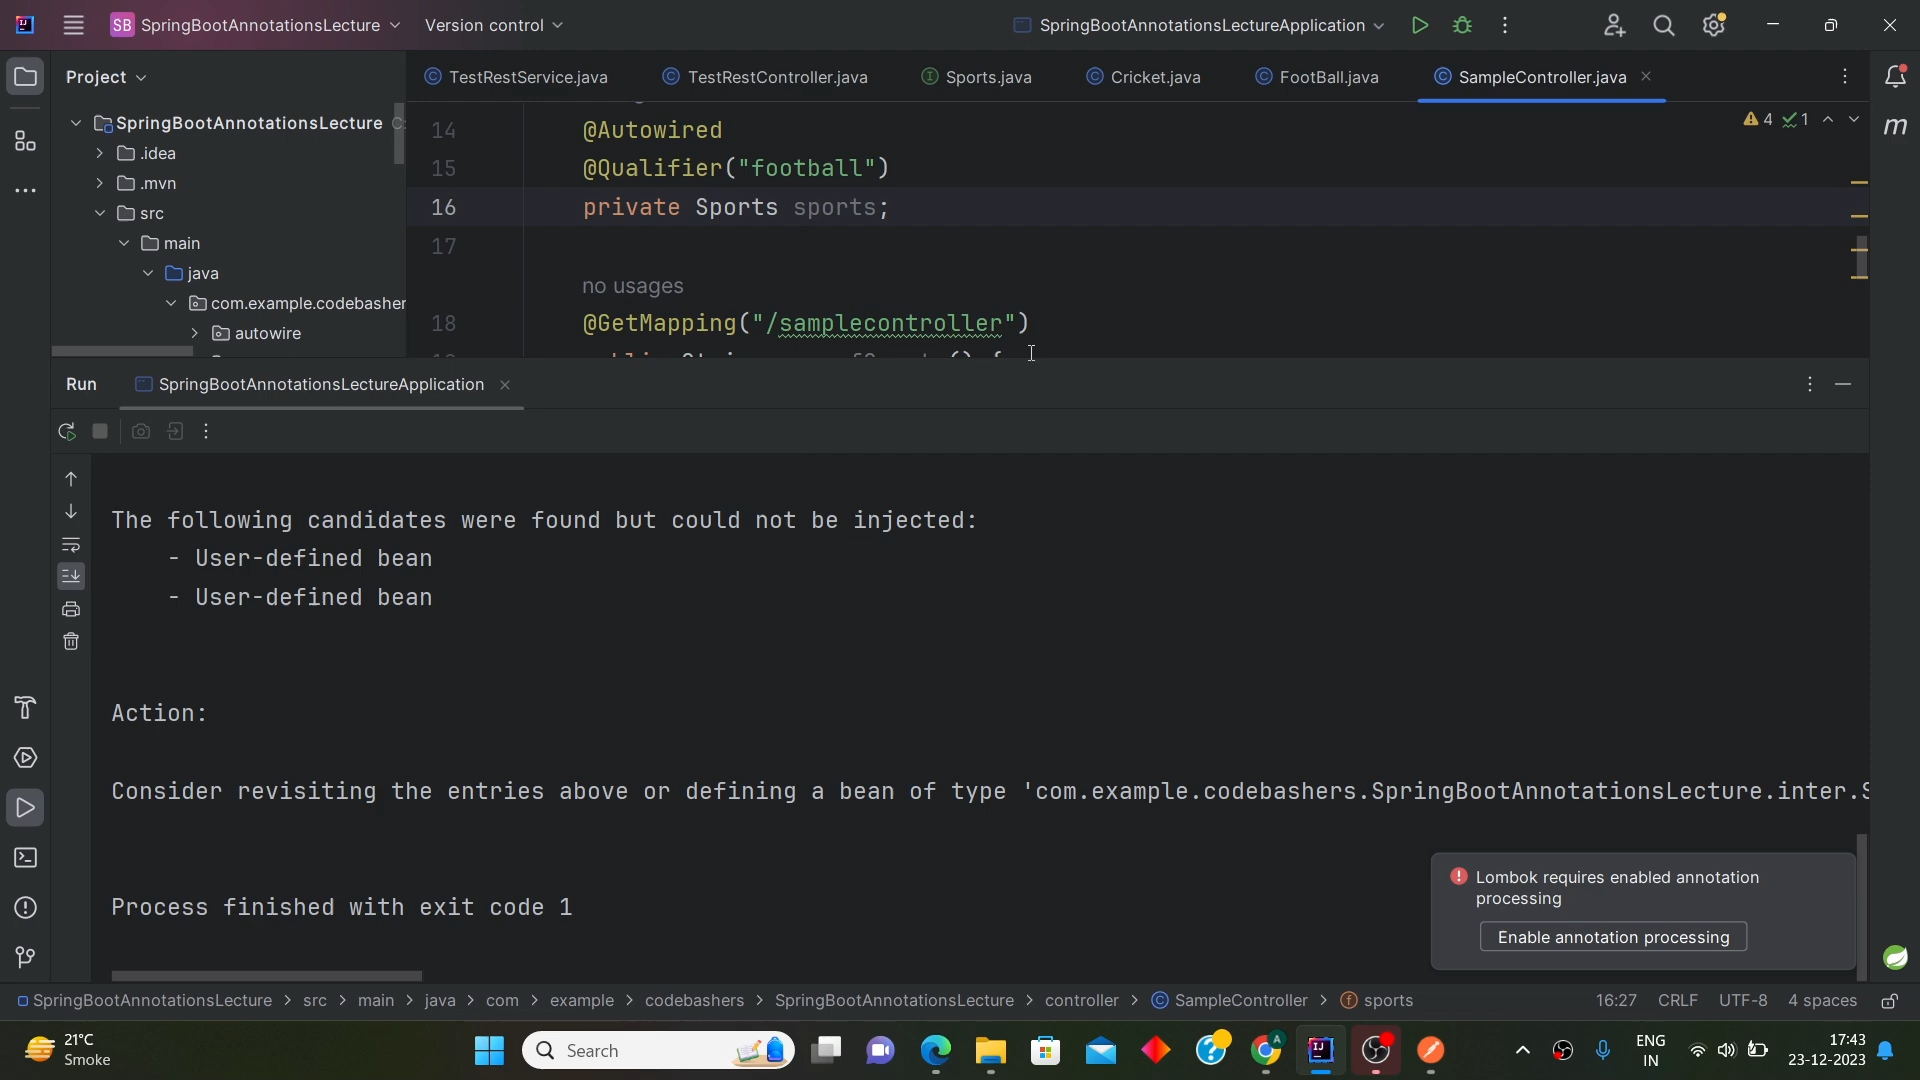 SB SpringBootAnnotationsLecture Version control SpringBootAnnotationsLectureApplication
Project
TestRestService.java TestRestController.java Sports.java Cricket.java FootBall.java SampleController.java
SpringBootAnnotationsLecture
.idea
.mvn
src
main
java
com.example.codebasher
autowire
4 1
14 @Autowired
15 @Qualifier("football")
16 private Sports sports;
17
no usages
18 @GetMapping("/samplecontroller")
Run SpringBootAnnotationsLectureApplication
The following candidates were found but could not be injected:
- User-defined bean
- User-defined bean
Action:
Consider revisiting the entries above or defining a bean of type 'com.example.codebashers.SpringBootAnnotationsLecture.inter.S
Process finished with exit code 1
Lombok requires enabled annotation
processing
Enable annotation processing
SpringBootAnnotationsLecture > src > main > java > com > example > codebashers > SpringBootAnnotationsLecture > controller > SampleController > sports 16:27 CRLF UTF-8 4 spaces
21°C
Smoke
Search
ENG
IN
17:43
23-12-2023